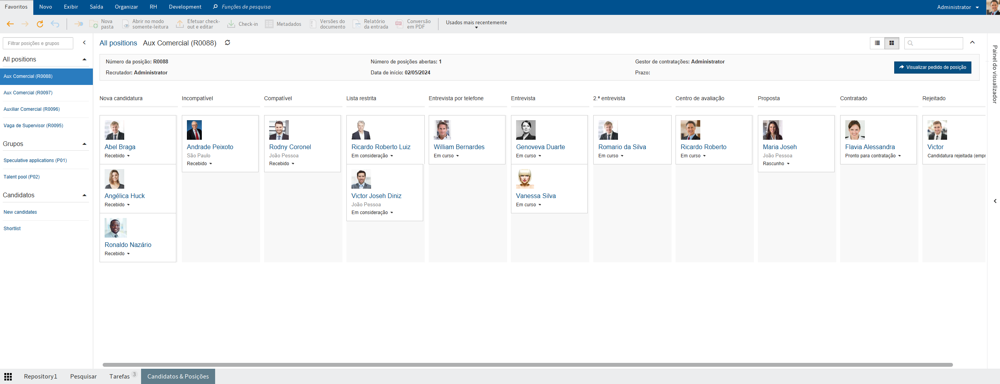 Favoritos Novo Exibir Saída Organizar RH Development Funções de pesquisa Administrator
Nova pasta
Abrir no modo somente-leitura
Efetuar check-out e editar
Check-in
Metadados
Versões do documento
Relatório da entrada
PDF
Conversão em PDF
Usados mais recentemente
Filtrar posições e grupos
All positions
Aux Comercial (R0088)
Aux Comercial (R0097)
Auxiliar Comercial (R0096)
Vaga de Supervisor (R0095)
Grupos
Speculative applications (P01)
Talent pool (P02)
Candidatos
New candidates
Shortlist
All positions Aux Comercial (R0088)
Número da posição: R0088
Recrutador: Administrator
Número de posições abertas: 1
Data de início: 02/05/2024
Gestor de contratações: Administrator
Prazo:
Visualizar pedido de posição
Nova candidatura
Abel Braga
Recebido
Angélica Huck
Recebido
Ronaldo Nazário
Recebido
Incompatível
Andrade Peixoto
São Paulo
Recebido
Compatível
Rodny Coronel
João Pessoa
Recebido
Lista restrita
Ricardo Roberto Luiz
Em consideração
Victor Joseh Diniz
João Pessoa
Em consideração
Entrevista por telefone
William Bernardes
Em curso
Entrevista
Genoveva Duarte
Em curso
Vanessa Silva
Em curso
2.ª entrevista
Romario da Silva
Em curso
Centro de avaliação
Ricardo Roberto
Em curso
Proposta
Maria Joseh
João Pessoa
Rascunho
Contratado
Flavia Alessandra
Pronto para contratação
Rejeitado
Victor
Candidatura rejeitada (empr
Painel do visualizador
Repository1 Pesquisar Tarefas 3 Candidatos & Posições